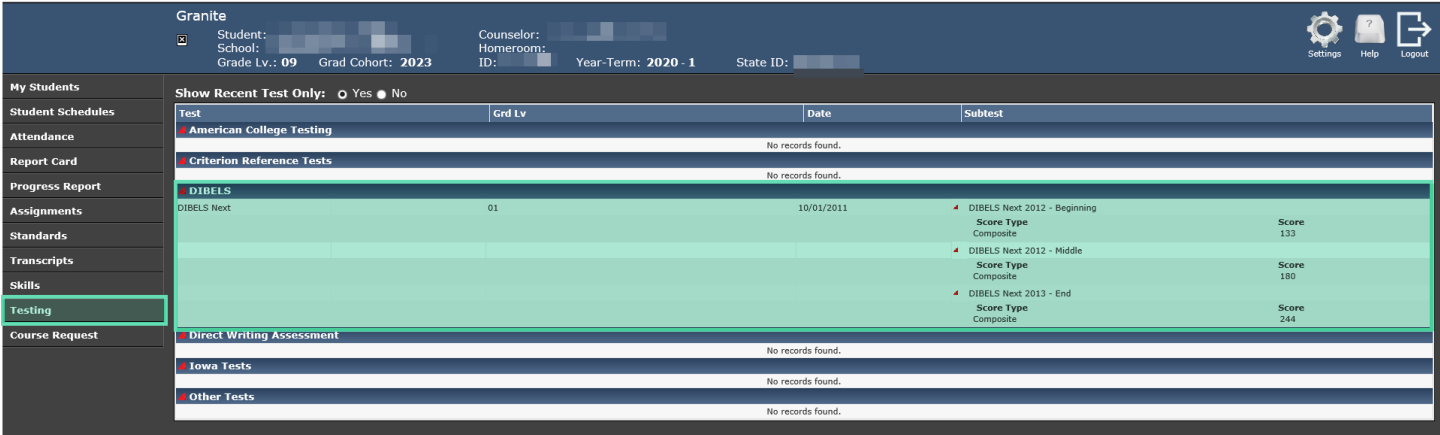 Granite
Student:
Counselor:
School:
Homeroom:
Grade Lv.: 09 Grad Cohort: 2023 ID: Year-Term: 2020 - 1 State ID:
Settings
? Help
Logout
My Students
Student Schedules
Attendance
Report Card
Progress Report
Assignments
Standards
Transcripts
Skills
Testing
Course Request
Show Recent Test Only: Yes No
Test Grd Lv Date Subtest
American College Testing
No records found.
Criterion Reference Tests
No records found.
DIBELS
DIBELS Next 01 10/01/2011 DIBELS Next 2012 - Beginning
Score Type Score
Composite 133
DIBELS Next 2012 - Middle
Score Type Score
Composite 180
DIBELS Next 2013 - End
Score Type Score
Composite 244
Direct Writing Assessment
No records found.
Iowa Tests
No records found.
Other Tests
No records found.